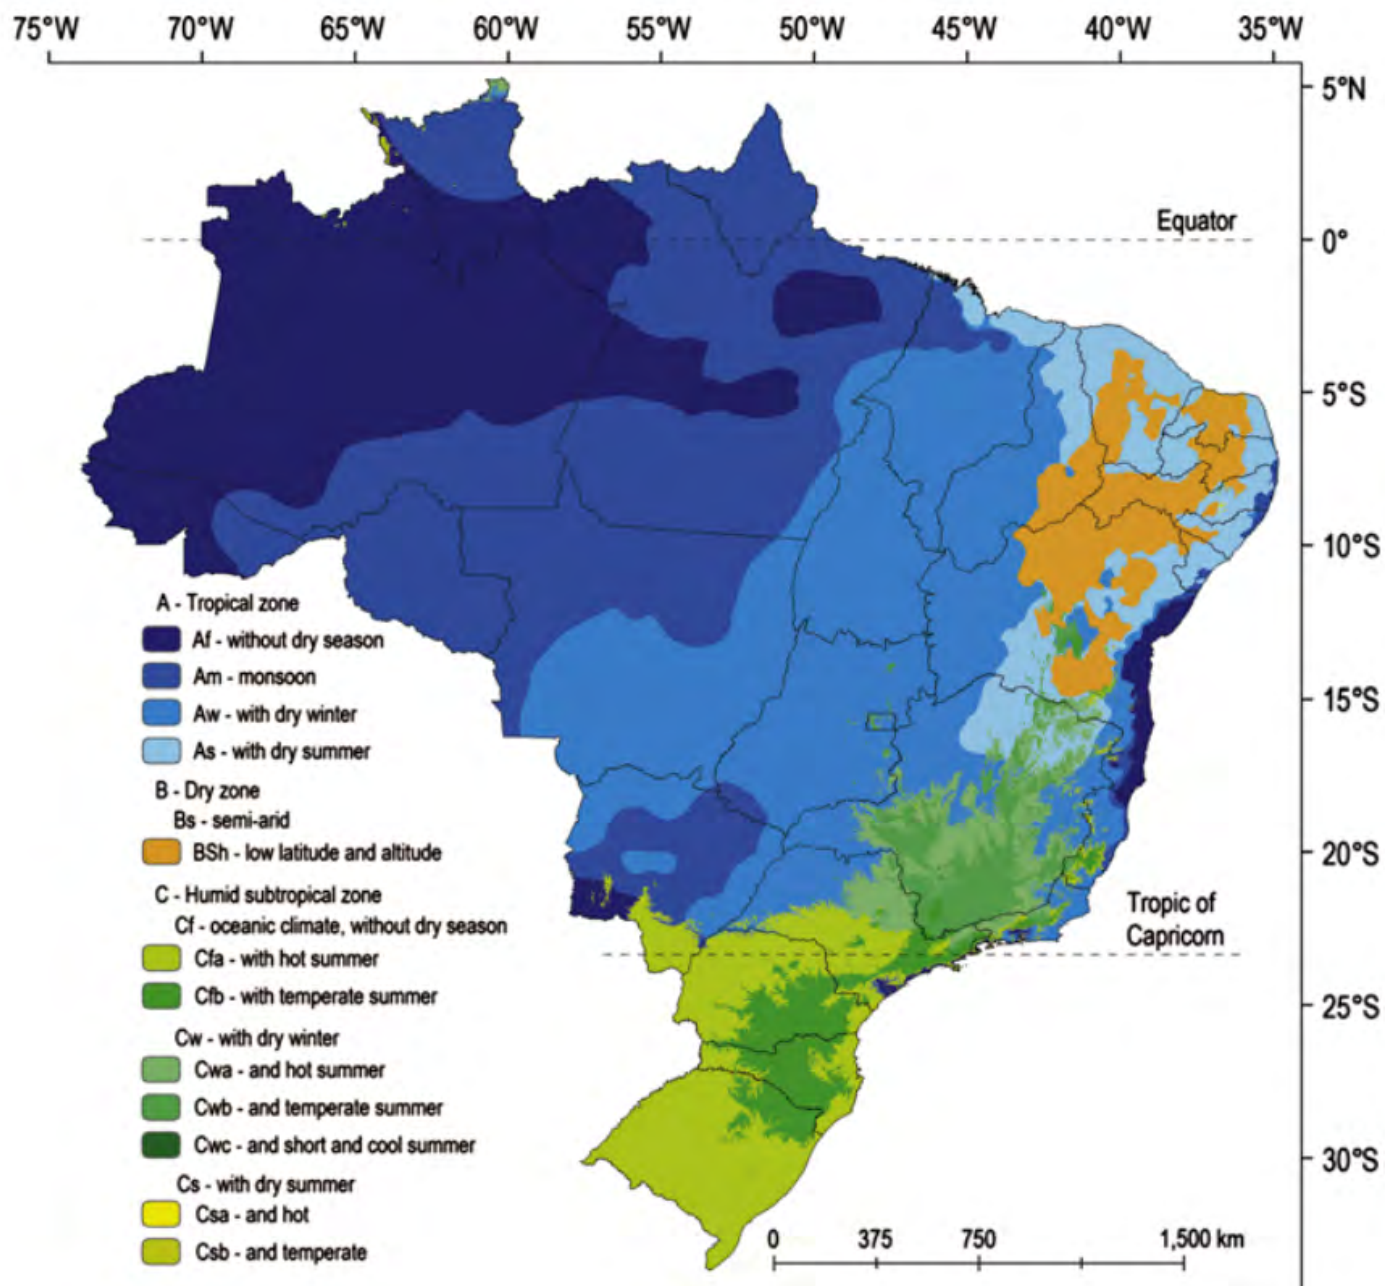 75°W 70°W 65°W 60°W 55°W 50°W 45°W 40°W 35°W
5°N
Equator
0°
5°S
10°S
A - Tropical zone
Af - without dry season
Am - monsoon
15°S
Aw - with dry winter
As - with dry summer
B - Dry zone
Bs - semi-arid
BSh - low latitude and altitude
20°S
C - Humid subtropical zone
Tropic of
Capricorn
Cf - oceanic climate, without dry season
Cfa - with hot summer
Cfb - with temperate summer
25°S
Cw - with dry winter
Cwa - and hot summer
Cwb - and temperate summer
Cwc - and short and cool summer
30°S
Cs - with dry summer
Csa - and hot
Csb - and temperate
0 375 750 1,500 km